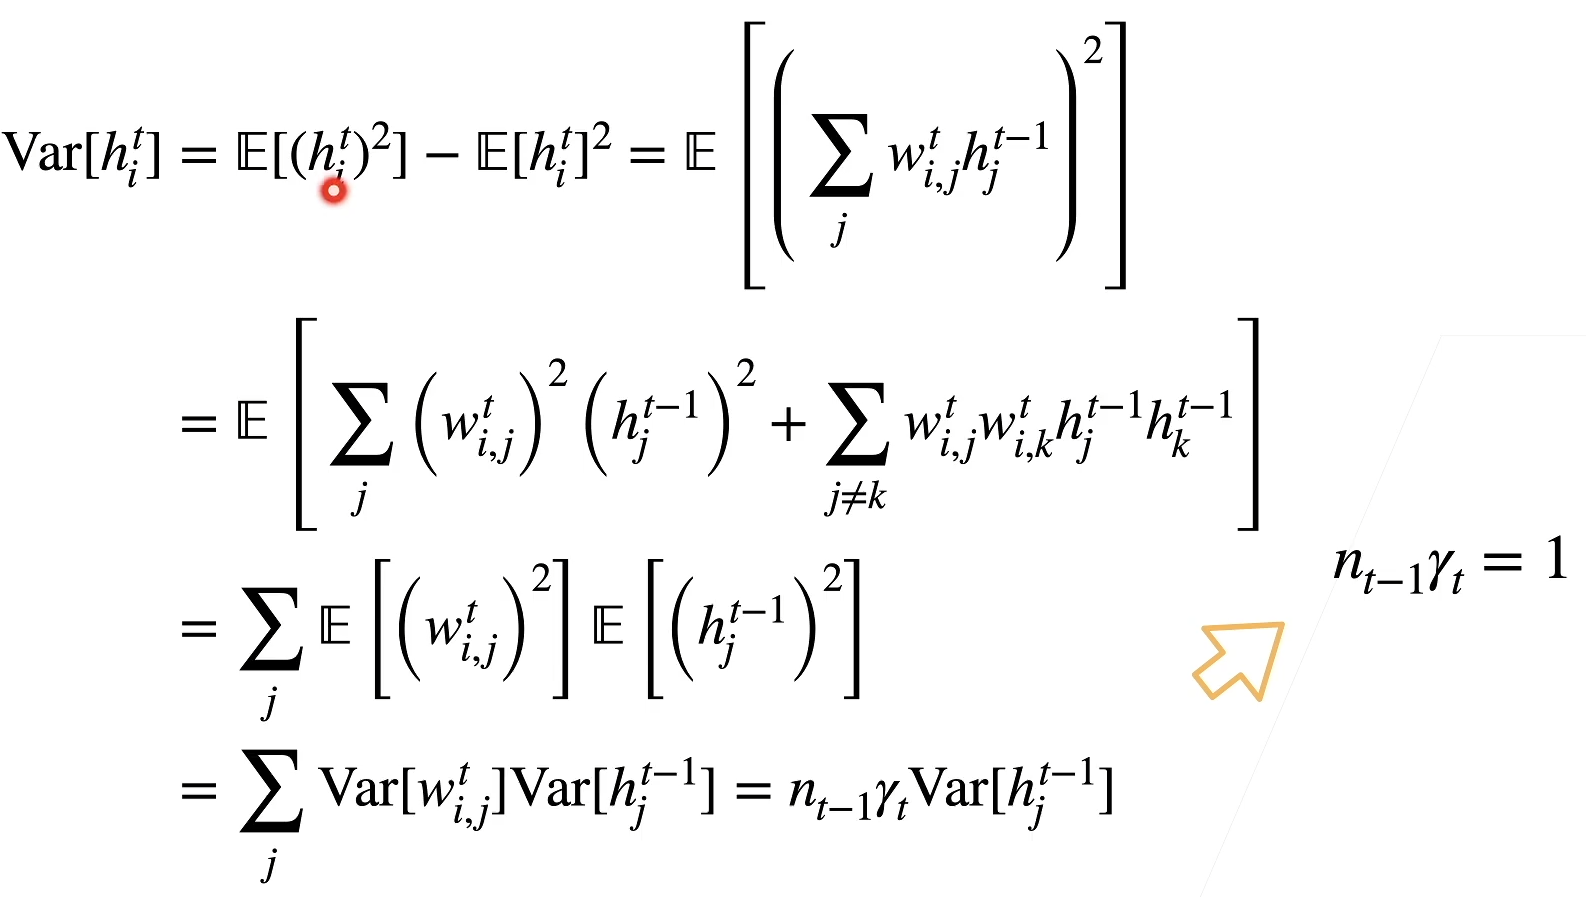 Var[h_i^t] = 𝔼[(h_i^t)^2] − 𝔼[h_i^t]^2 = 𝔼[(∑_j w_{i,j}^t h_j^{t−1})^2]
= 𝔼[∑_j (w_{i,j}^t)^2 (h_j^{t−1})^2 + ∑_{j≠k} w_{i,j}^t w_{i,k}^t h_j^{t−1} h_k^{t−1}]
n_{t−1}γ_t = 1
= ∑_j 𝔼[(w_{i,j}^t)^2] 𝔼[(h_j^{t−1})^2]
= ∑_j Var[w_{i,j}^t]Var[h_j^{t−1}] = n_{t−1}γ_tVar[h_j^{t−1}]